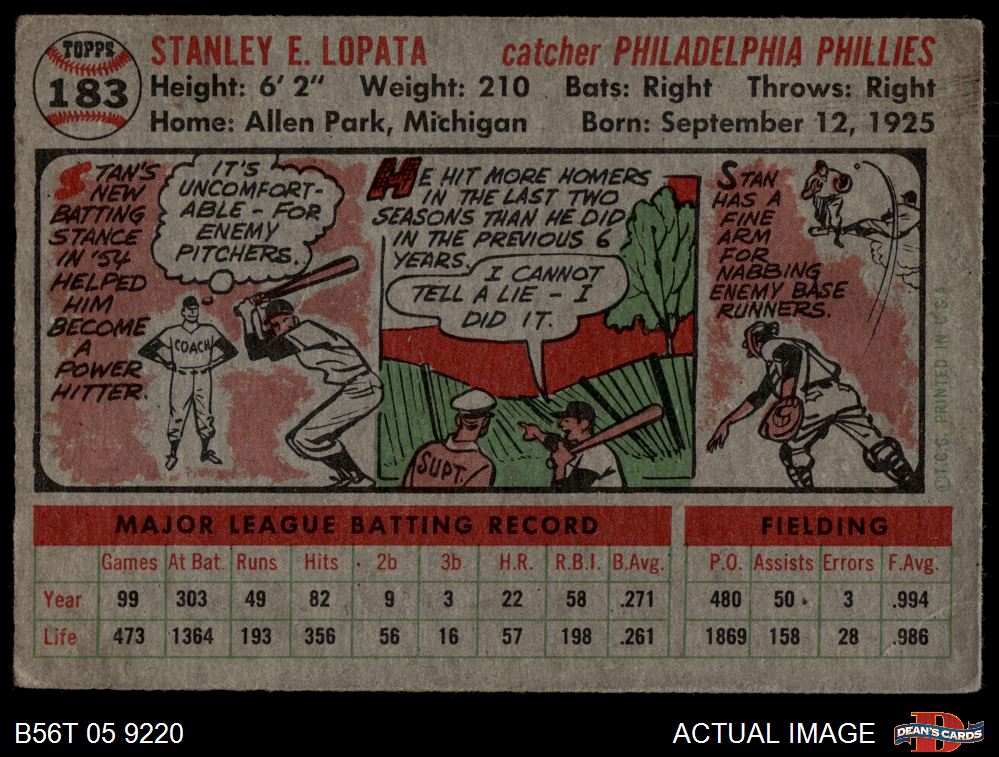 TOPPS
183
STANLEY E. LOPATA catcher PHILADELPHIA PHILLIES
Height: 6' 2" Weight: 210 Bats: Right Throws: Right
Home: Allen Park, Michigan Born: September 12, 1925
STAN'S
NEW
BATTING
STANCE
IN '54
HELPED
HIM
BECOME
A
POWER
HITTER.
IT'S
UNCOMFORT-
ABLE - FOR
ENEMY
PITCHERS.
COACH
HE HIT MORE HOMERS
IN THE LAST TWO
SEASONS THAN HE DID
IN THE PREVIOUS 6
YEARS.
I CANNOT
TELL A LIE - I
DID IT.
SUPT.
STAN
HAS A
FINE
ARM
FOR
NABBING
ENEMY BASE
RUNNERS.
©T.C.C. PRINTED IN U.S.A.
MAJOR LEAGUE BATTING RECORD FIELDING
Games At Bat Runs Hits 2b 3b H.R. R.B.I. B.Avg. P.O. Assists Errors F.Avg.
Year 99 303 49 82 9 3 22 58 .271 480 50 3 .994
Life 473 1364 193 356 56 16 57 198 .261 1869 158 28 .986
B56T 05 9220 ACTUAL IMAGE DEAN'S CARDS